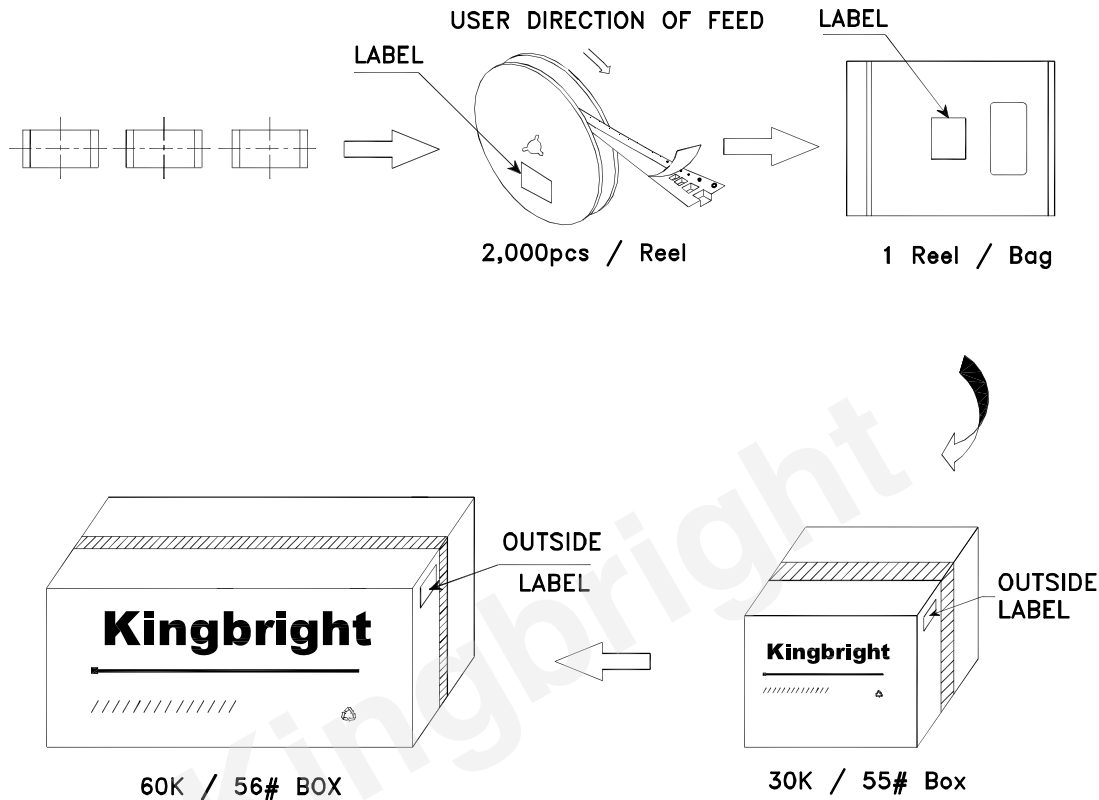 USER DIRECTION OF FEED
LABEL
LABEL
2,000pcs / Reel
1 Reel / Bag
OUTSIDE
LABEL
OUTSIDE
LABEL
Kingbright
Kingbright
60K / 56# BOX
30K / 55# Box
Kingbright